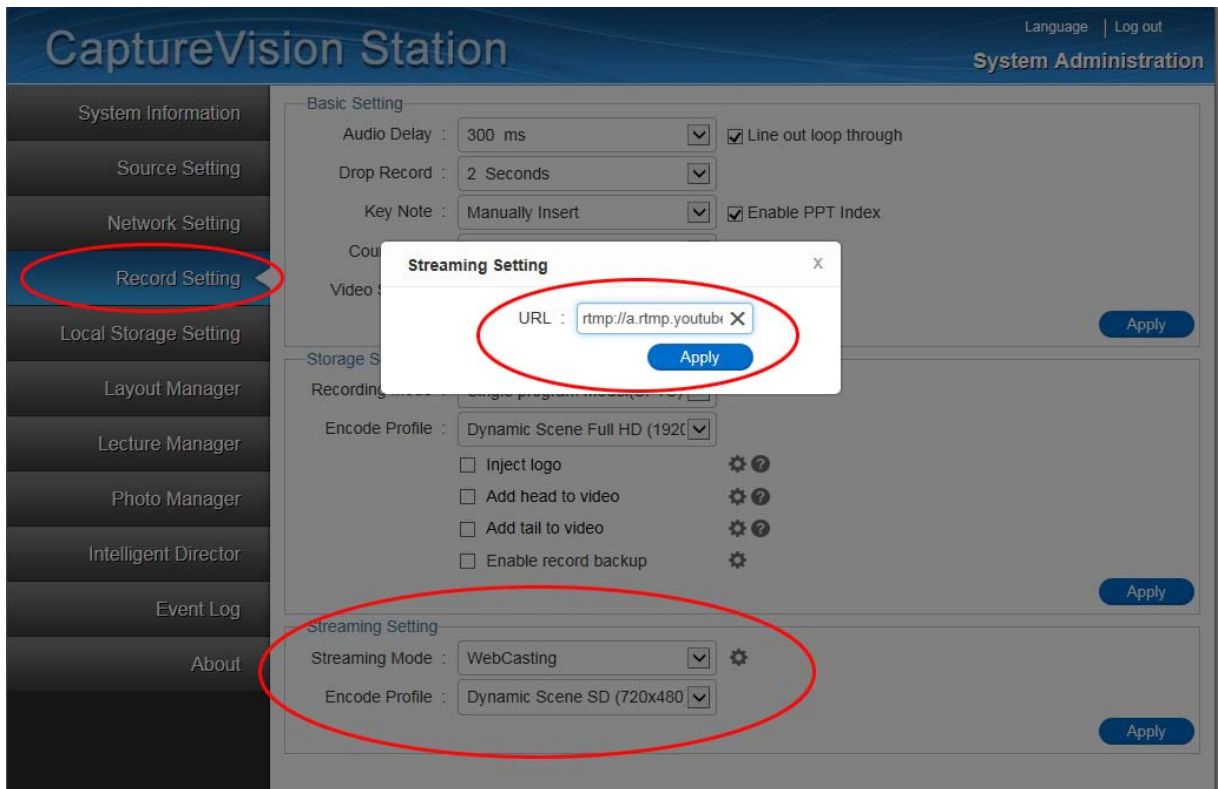 CaptureVision Station
Language | Log out
System Administration
System Information
Source Setting
Network Setting
Record Setting
Local Storage Setting
Layout Manager
Lecture Manager
Photo Manager
Intelligent Director
Event Log
About
Basic Setting
Audio Delay : 300 ms Line out loop through
Drop Record : 2 Seconds
Key Note : Manually Insert Enable PPT Index
Video
Apply
Streaming Setting X
URL : rtmp://a.rtmp.youtube
Apply
Storage S
Recording
Encode Profile : Dynamic Scene Full HD (192
Inject logo
Add head to video
Add tail to video
Enable record backup
Apply
Streaming Setting
Streaming Mode : WebCasting
Encode Profile : Dynamic Scene SD (720x480
Apply